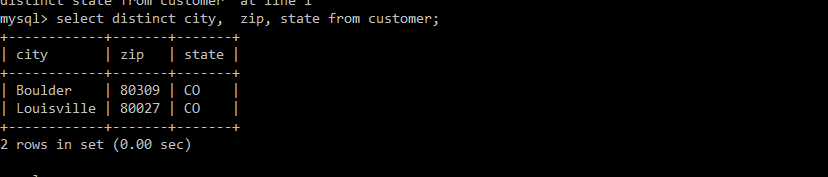 distinct state from customer' at line 1
mysql> select distinct city,  zip, state from customer;
+------------+-------+-------+
| city       | zip   | state |
+------------+-------+-------+
| Boulder    | 80309 | CO    |
| Louisville | 80027 | CO    |
+------------+-------+-------+
2 rows in set (0.00 sec)